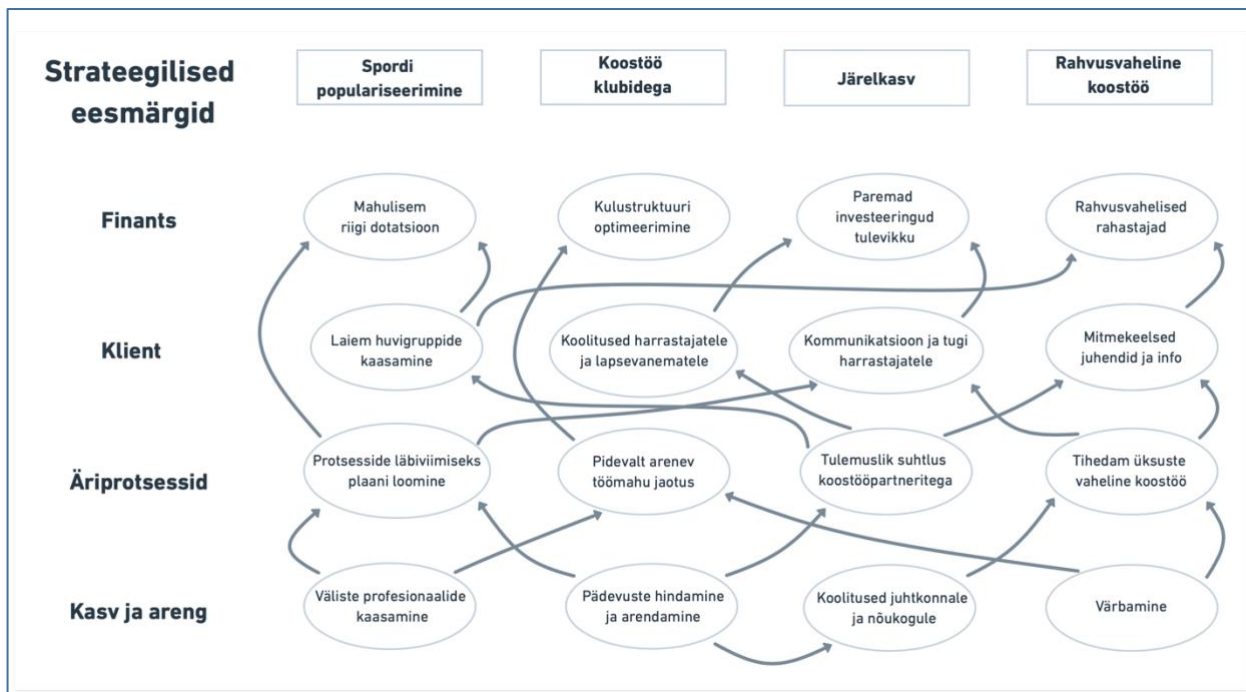 Strateegilised
eesmärgid
Spordi
populariseerimine
Koostöö
klubidega
Järelkasv
Rahvusvaheline
koostöö
Finants
Mahulisem
riigi dotatsioon
Kulustruktuuri
optimeerimine
Paremad
investeeringud
tulevikku
Rahvusvahelised
rahastajad
Klient
Laiem huvigruppide
kaasamine
Koolitused harrastajatele
ja lapsevanematele
Kommunikatsioon ja tugi
harrastajatele
Mitmekeelsed
juhendid ja info
Äriprotsessid
Protsesside läbiviimiseks
plaani loomine
Pidevalt arenev
töömahu jaotus
Tulemuslik suhtlus
koostööpartneritega
Tihedam üksuste
vaheline koostöö
Kasv ja areng
Väliste profesionaalide
kaasamine
Pädevuste hindamine
ja arendamine
Koolitused juhtkonnale
ja nõukogule
Värbamine